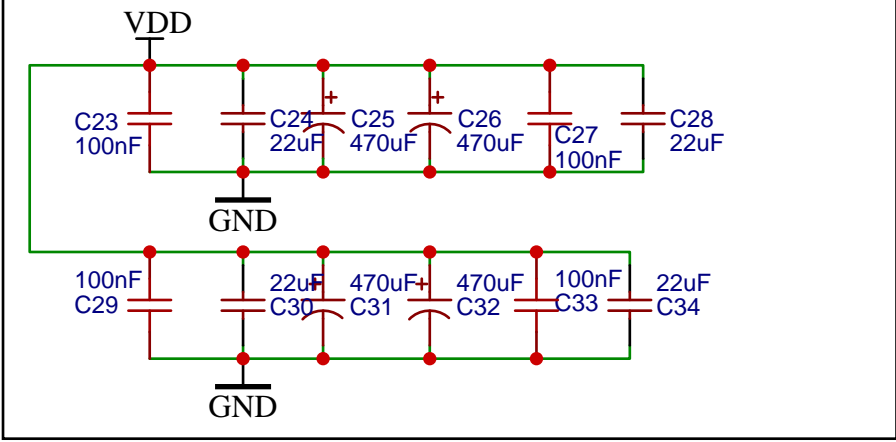 VDD
C23
100nF
C24
22uF
C25
470uF
C26
470uF
C27
100nF
C28
22uF
GND
100nF
C29
22uF
C30
470uF
C31
470uF
C32
100nF
C33
22uF
C34
GND